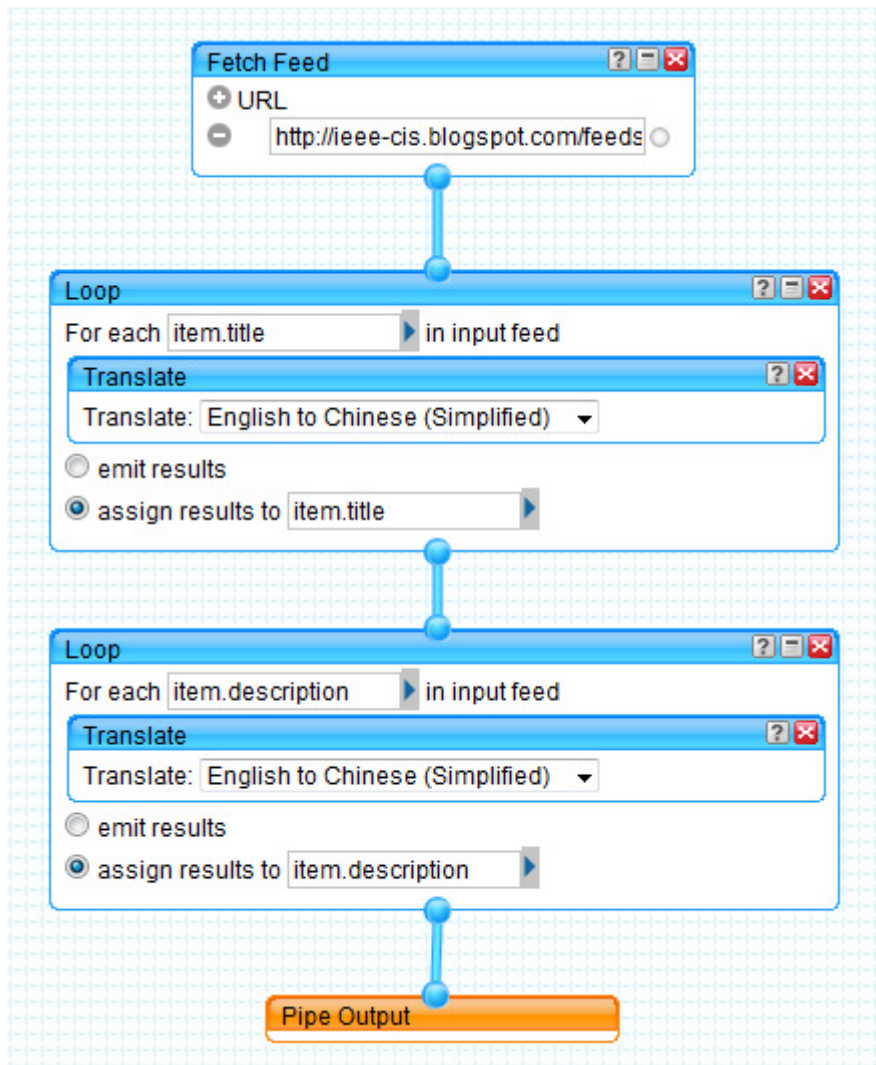 Fetch Feed
URL
http://ieee-cis.blogspot.com/feeds
Loop
For each item.title in input feed
Translate
Translate: English to Chinese (Simplified)
emit results
assign results to item.title
Loop
For each item.description in input feed
Translate
Translate: English to Chinese (Simplified)
emit results
assign results to item.description
Pipe Output